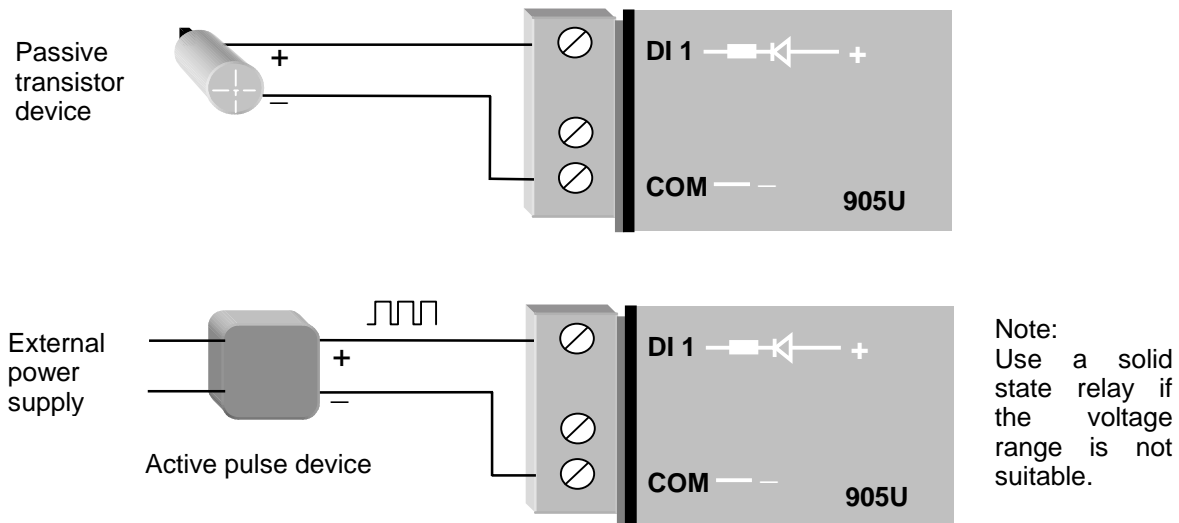 Passive
transistor
device
+
–
DI 1
+
COM
–
905U
External
power
supply
+
–
Active pulse device
DI 1
+
COM
–
905U
Note:
Use a solid
state relay if
the voltage
range is not
suitable.